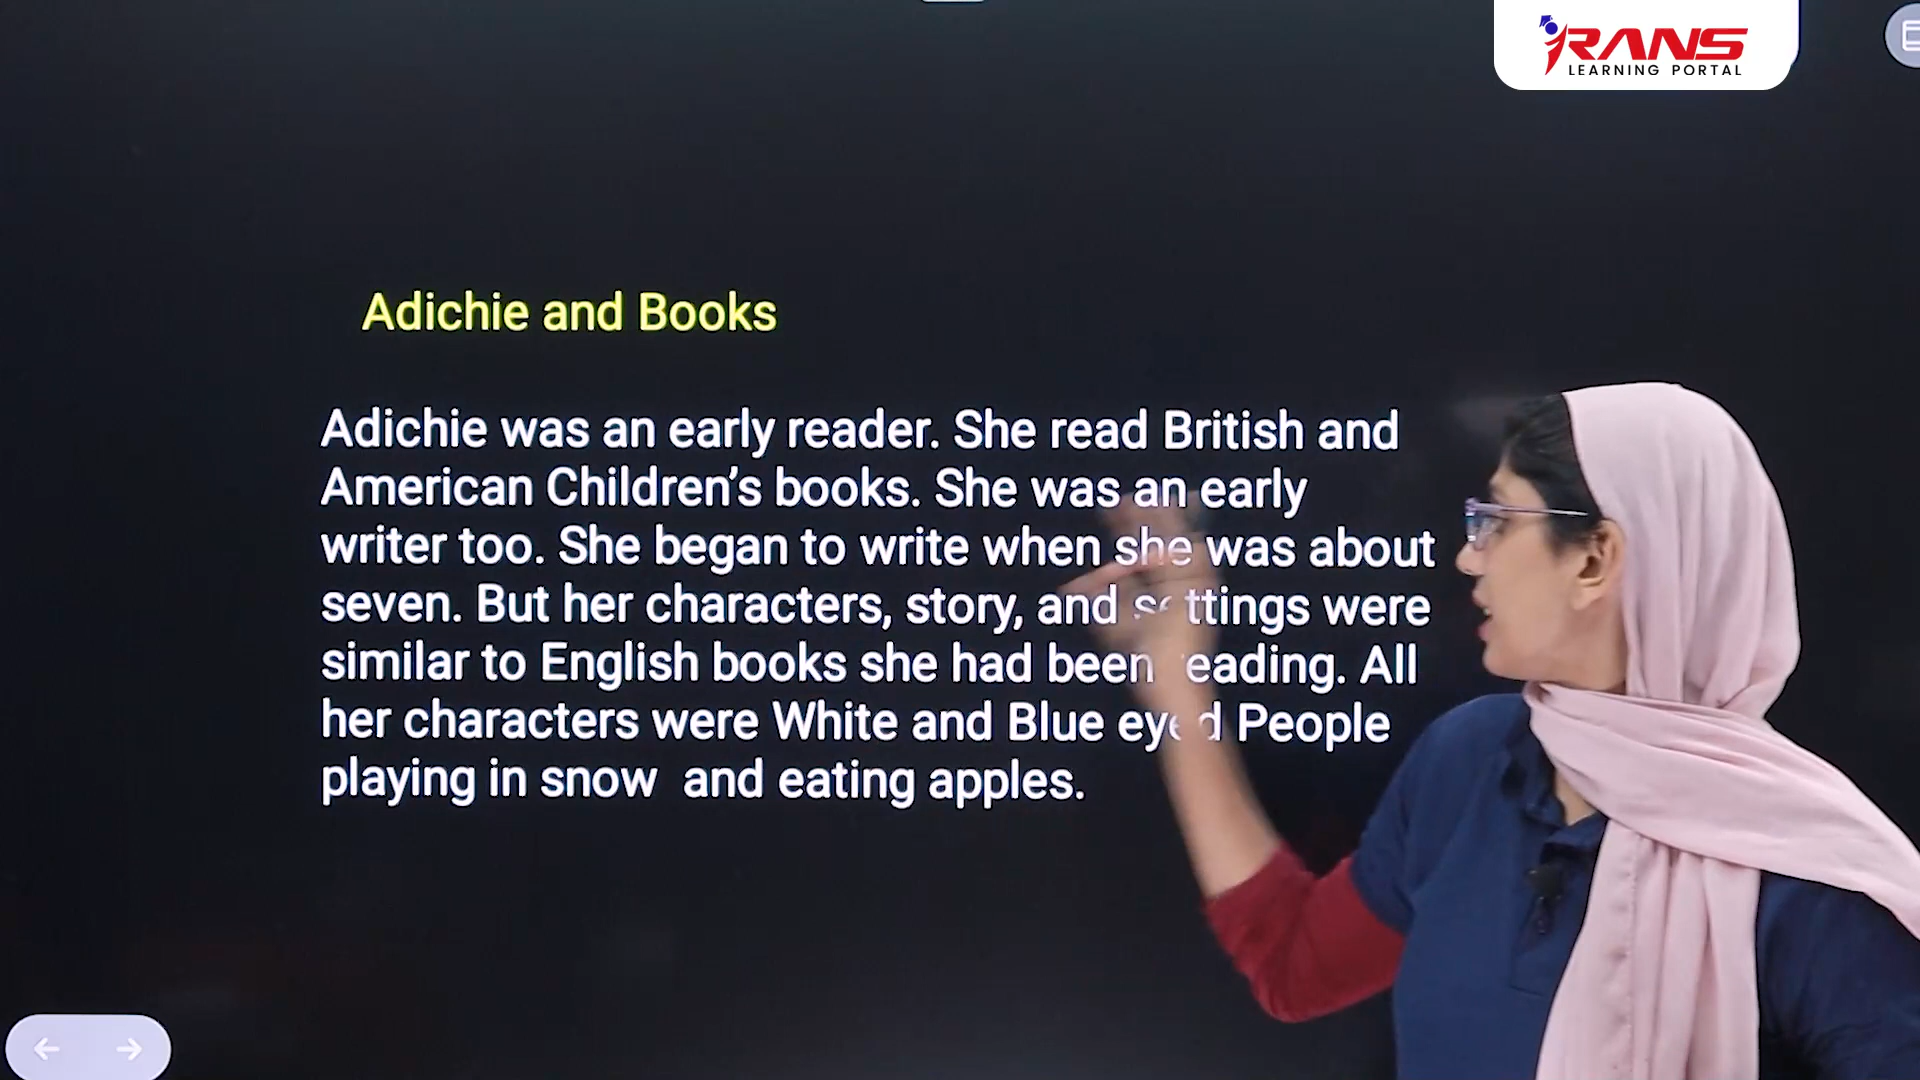 RANS
LEARNING PORTAL
Adichie and Books
Adichie was an early reader. She read British and
American Children's books. She was an early
writer too. She began to write when she was about
seven. But her characters, story, and settings were
similar to English books she had been reading. All
her characters were White and Blue eyed People
playing in snow and eating apples.